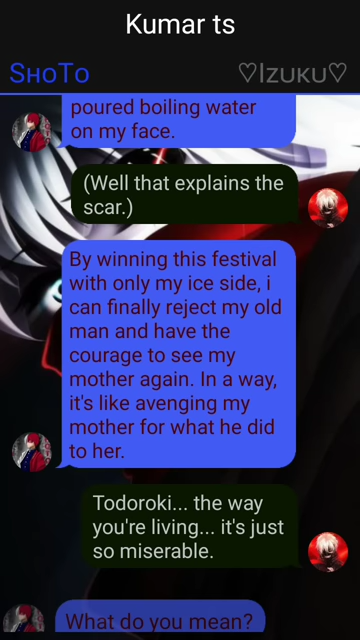 Kumar ts
ShoTo
♡Izuku♡
poured boiling water
on my face.
(Well that explains the
scar.)
By winning this festival
with only my ice side, i
can finally reject my old
man and have the
courage to see my
mother again. In a way,
it's like avenging my
mother for what he did
to her.
Todoroki... the way
you're living... it's just
so miserable.
What do you mean?